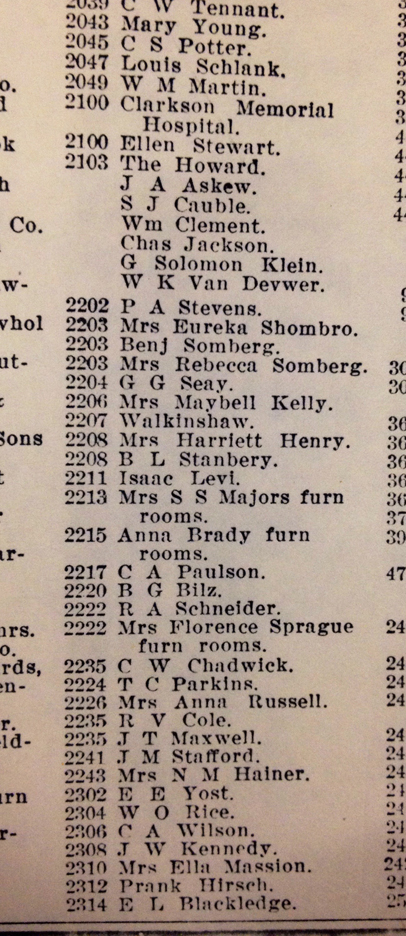 2039 C W Tennant.
2043 Mary Young.
2045 C S Potter.
2047 Louis Schlank.
2049 W M Martin.
2100 Clarkson Memorial
Hospital.
2100 Ellen Stewart.
2103 The Howard.
J A Askew.
S J Cauble.
Wm Clement.
Chas Jackson.
G Solomon Klein.
W K Van Devwer.
2202 P A Stevens.
2203 Mrs Eureka Shombro.
2203 Benj Somberg.
2203 Mrs Rebecca Somberg.
2204 G G Seay.
2206 Mrs Maybell Kelly.
2207 Walkinshaw.
2208 Mrs Harriett Henry.
2208 B L Stanbery.
2211 Isaac Levi.
2213 Mrs S S Majors furn
rooms.
2215 Anna Brady furn
rooms.
2217 C A Paulson.
2220 B G Bilz.
2222 R A Schneider.
2222 Mrs Florence Sprague
furn rooms.
2235 C W Chadwick.
2224 T C Parkins.
2226 Mrs Anna Russell.
2235 R V Cole.
2235 J T Maxwell.
2241 J M Stafford.
2243 Mrs N M Hainer.
2302 E E Yost.
2304 W O Rice.
2306 C A Wilson.
2308 J W Kennedy.
2310 Mrs Ella Massion.
2312 Prank Hirsch.
2314 E L Blackledge.